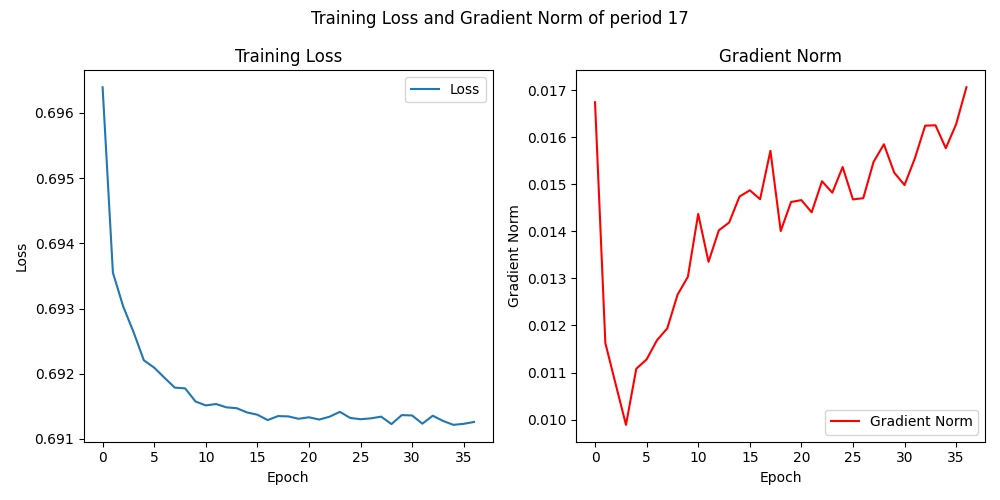 Training Loss and Gradient Norm of period 17
Training Loss
Loss
0.696
0.695
0.694
0.693
0.692
0.691
Loss
0 5 10 15 20 25 30 35
Epoch
Gradient Norm
0.017
0.016
0.015
0.014
0.013
0.012
0.011
0.010
Gradient Norm
Gradient Norm
0 5 10 15 20 25 30 35
Epoch